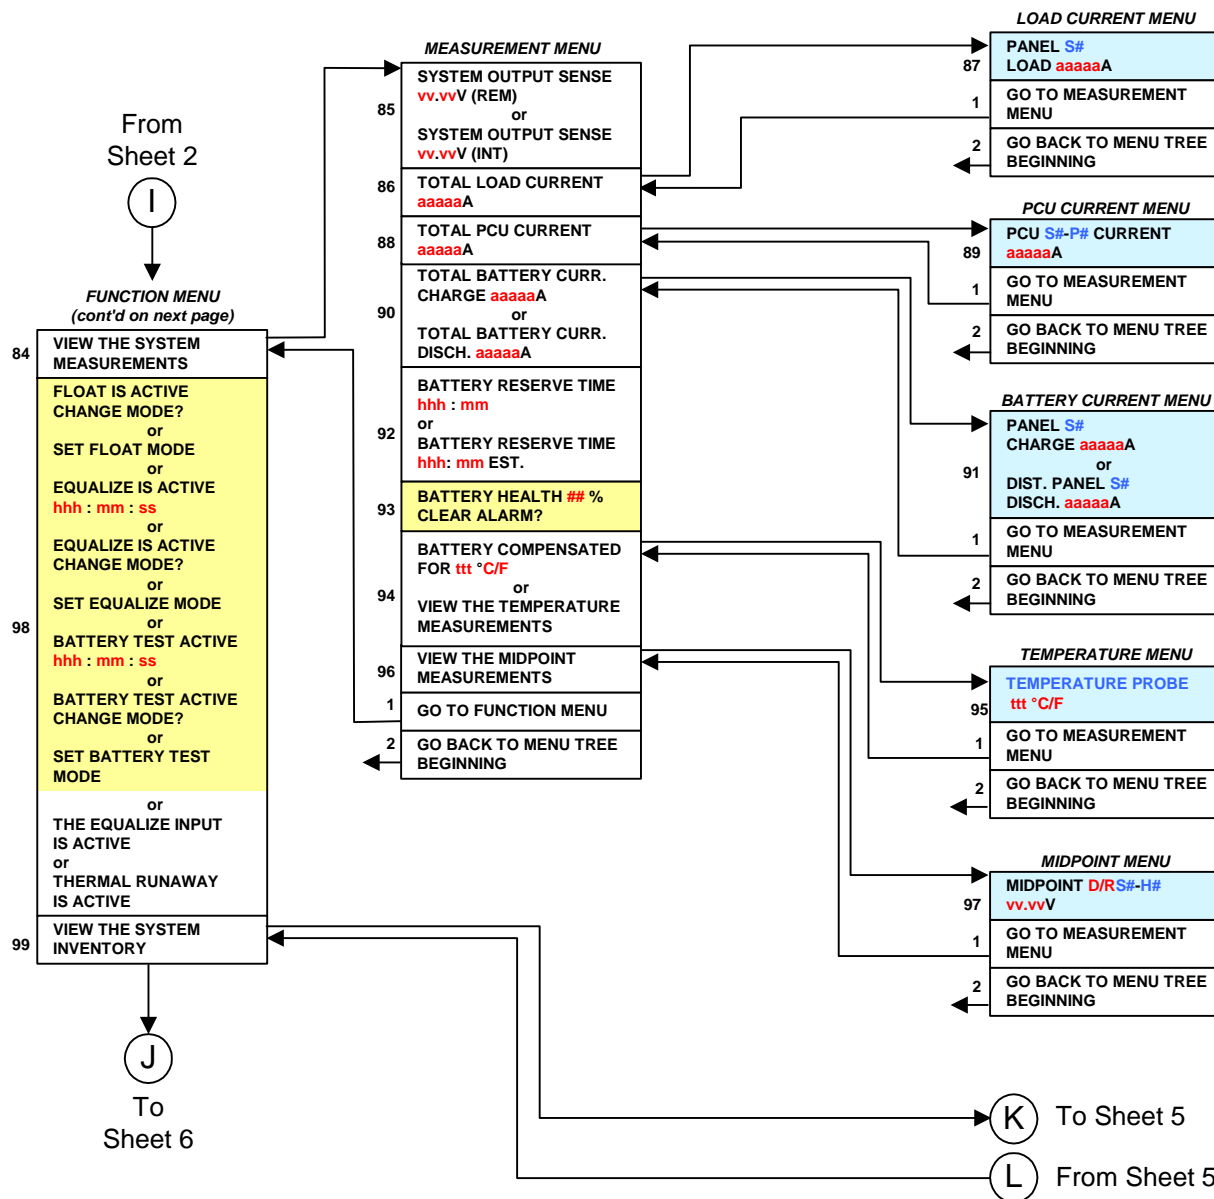 From
Sheet 2
I
FUNCTION MENU
(cont'd on next page)
84
VIEW THE SYSTEM
MEASUREMENTS
98
FLOAT IS ACTIVE
CHANGE MODE?
or
SET FLOAT MODE
or
EQUALIZE IS ACTIVE
hhh : mm : ss
or
EQUALIZE IS ACTIVE
CHANGE MODE?
or
SET EQUALIZE MODE
or
BATTERY TEST ACTIVE
hhh : mm : ss
or
BATTERY TEST ACTIVE
CHANGE MODE?
or
SET BATTERY TEST
MODE
or
THE EQUALIZE INPUT
IS ACTIVE
or
THERMAL RUNAWAY
IS ACTIVE
99
VIEW THE SYSTEM
INVENTORY
J
To
Sheet 6
MEASUREMENT MENU
85
SYSTEM OUTPUT SENSE
vv.vvV (REM)
or
SYSTEM OUTPUT SENSE
vv.vvV (INT)
86
TOTAL LOAD CURRENT
aaaaaA
88
TOTAL PCU CURRENT
aaaaaA
90
TOTAL BATTERY CURR.
CHARGE aaaaaA
or
TOTAL BATTERY CURR.
DISCH. aaaaaA
92
BATTERY RESERVE TIME
hhh : mm
or
BATTERY RESERVE TIME
hhh: mm EST.
93
BATTERY HEALTH ## %
CLEAR ALARM?
94
BATTERY COMPENSATED
FOR ttt °C/F
or
VIEW THE TEMPERATURE
MEASUREMENTS
96
VIEW THE MIDPOINT
MEASUREMENTS
1
GO TO FUNCTION MENU
2
GO BACK TO MENU TREE
BEGINNING
LOAD CURRENT MENU
87
PANEL S#
LOAD aaaaaA
1
GO TO MEASUREMENT
MENU
2
GO BACK TO MENU TREE
BEGINNING
PCU CURRENT MENU
89
PCU S#-P# CURRENT
aaaaaA
1
GO TO MEASUREMENT
MENU
2
GO BACK TO MENU TREE
BEGINNING
BATTERY CURRENT MENU
91
PANEL S#
CHARGE aaaaaA
or
DIST. PANEL S#
DISCH. aaaaaA
1
GO TO MEASUREMENT
MENU
2
GO BACK TO MENU TREE
BEGINNING
TEMPERATURE MENU
95
TEMPERATURE PROBE
ttt °C/F
1
GO TO MEASUREMENT
MENU
2
GO BACK TO MENU TREE
BEGINNING
MIDPOINT MENU
97
MIDPOINT D/RS#-H#
vv.vvV
1
GO TO MEASUREMENT
MENU
2
GO BACK TO MENU TREE
BEGINNING
K
To Sheet 5
L
From Sheet 5